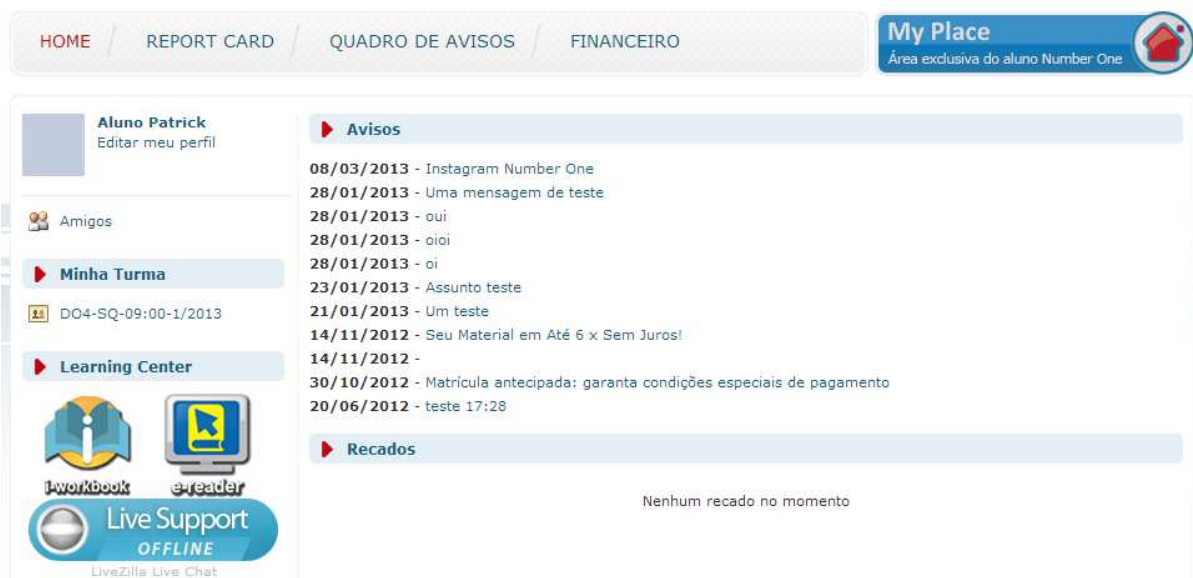 HOME
REPORT CARD
QUADRO DE AVISOS
FINANCEIRO
My Place
Área exclusiva do aluno Number One
Aluno Patrick
Editar meu perfil
Amigos
Minha Turma
DO4-SQ-09:00-1/2013
Learning Center
i-workbook
e-reader
Live Support
OFFLINE
LiveZilla Live Chat
Avisos
08/03/2013 - Instagram Number One
28/01/2013 - Uma mensagem de teste
28/01/2013 - oui
28/01/2013 - oioi
28/01/2013 - oi
23/01/2013 - Assunto teste
21/01/2013 - Um teste
14/11/2012 - Seu Material em Até 6 x Sem Juros!
14/11/2012 -
30/10/2012 - Matrícula antecipada: garanta condições especiais de pagamento
20/06/2012 - teste 17:28
Recados
Nenhum recado no momento